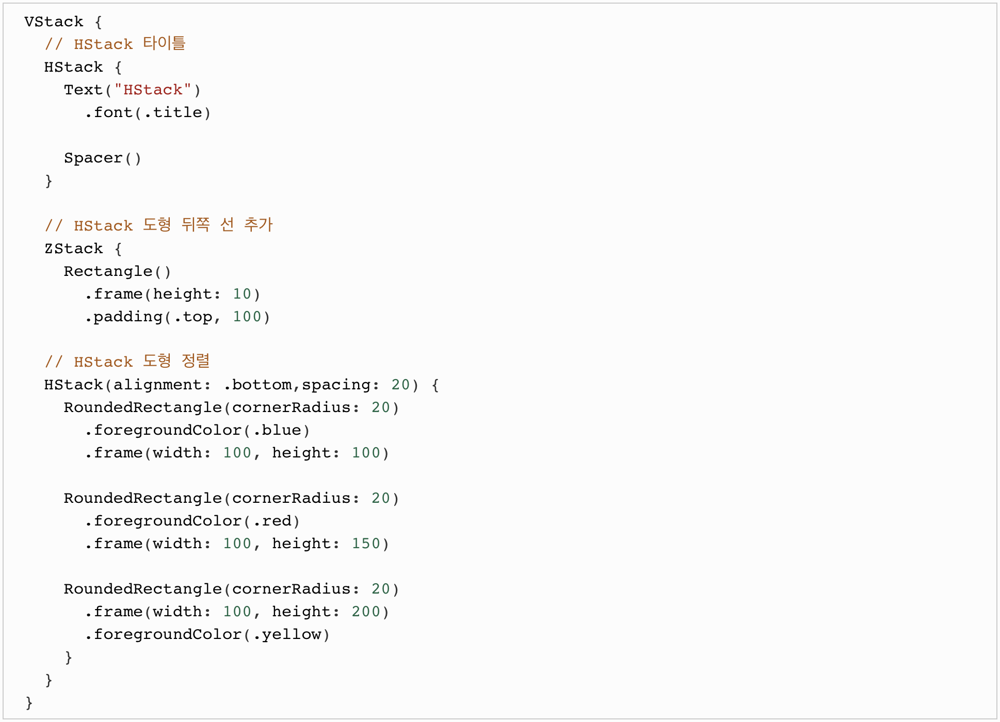 VStack {
  // HStack 타이틀
  HStack {
    Text("HStack")
      .font(.title)

    Spacer()
  }

  // HStack 도형 뒤쪽 선 추가
  ZStack {
    Rectangle()
      .frame(height: 10)
      .padding(.top, 100)

  // HStack 도형 정렬
  HStack(alignment: .bottom,spacing: 20) {
    RoundedRectangle(cornerRadius: 20)
      .foregroundColor(.blue)
      .frame(width: 100, height: 100)

    RoundedRectangle(cornerRadius: 20)
      .foregroundColor(.red)
      .frame(width: 100, height: 150)

    RoundedRectangle(cornerRadius: 20)
      .frame(width: 100, height: 200)
      .foregroundColor(.yellow)
    }
  }
}